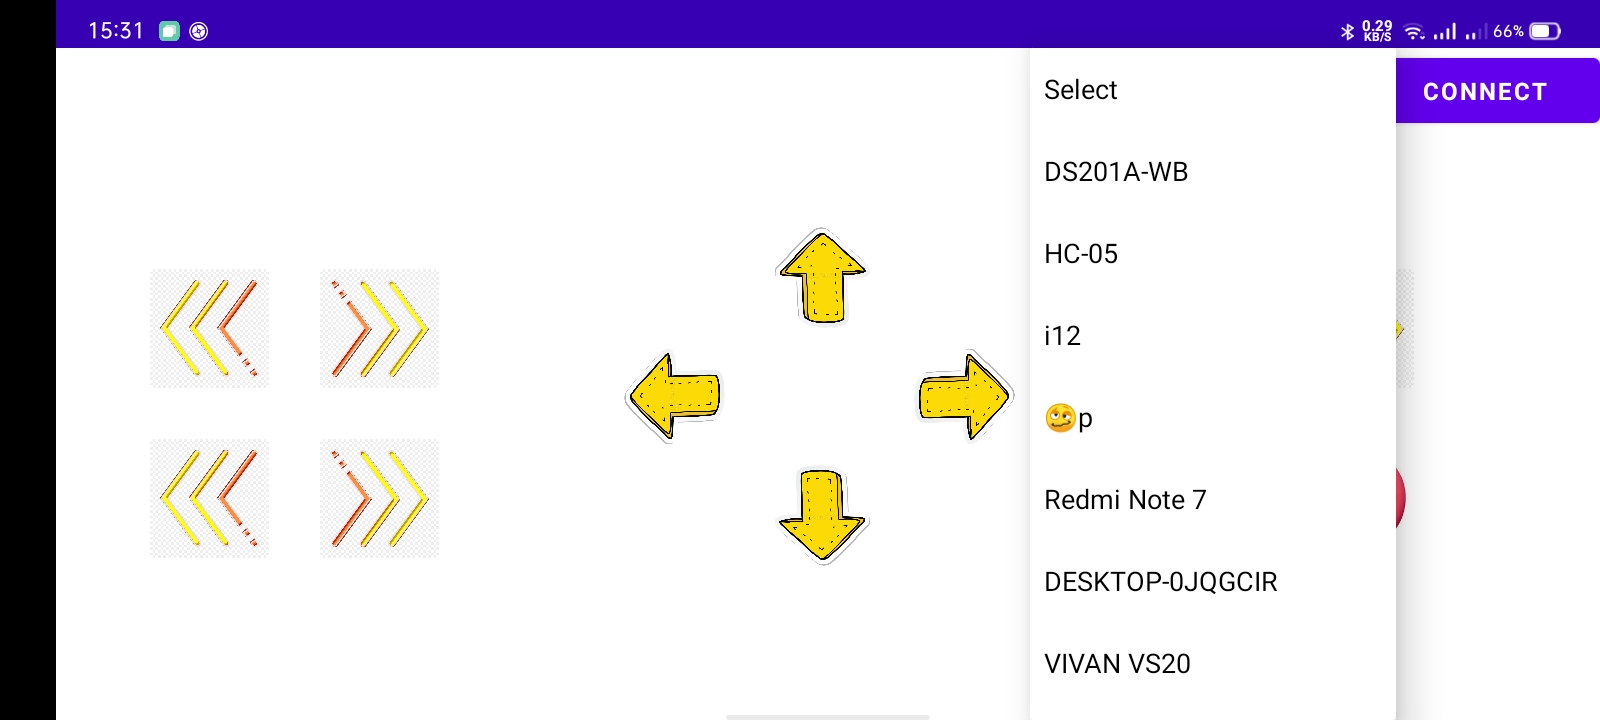 15:31
0.29
KB/S
66%
Select
CONNECT
DS201A-WB
HC-05
i12
🥴p
Redmi Note 7
DESKTOP-0JQGCIR
VIVAN VS20